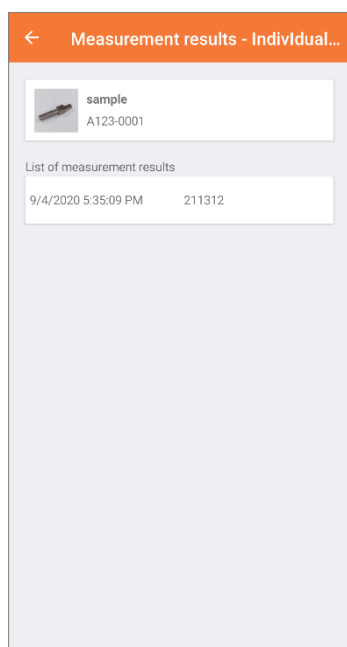 Measurement results - IndivIdual...
sample
A123-0001
List of measurement results
9/4/2020 5:35:09 PM 211312